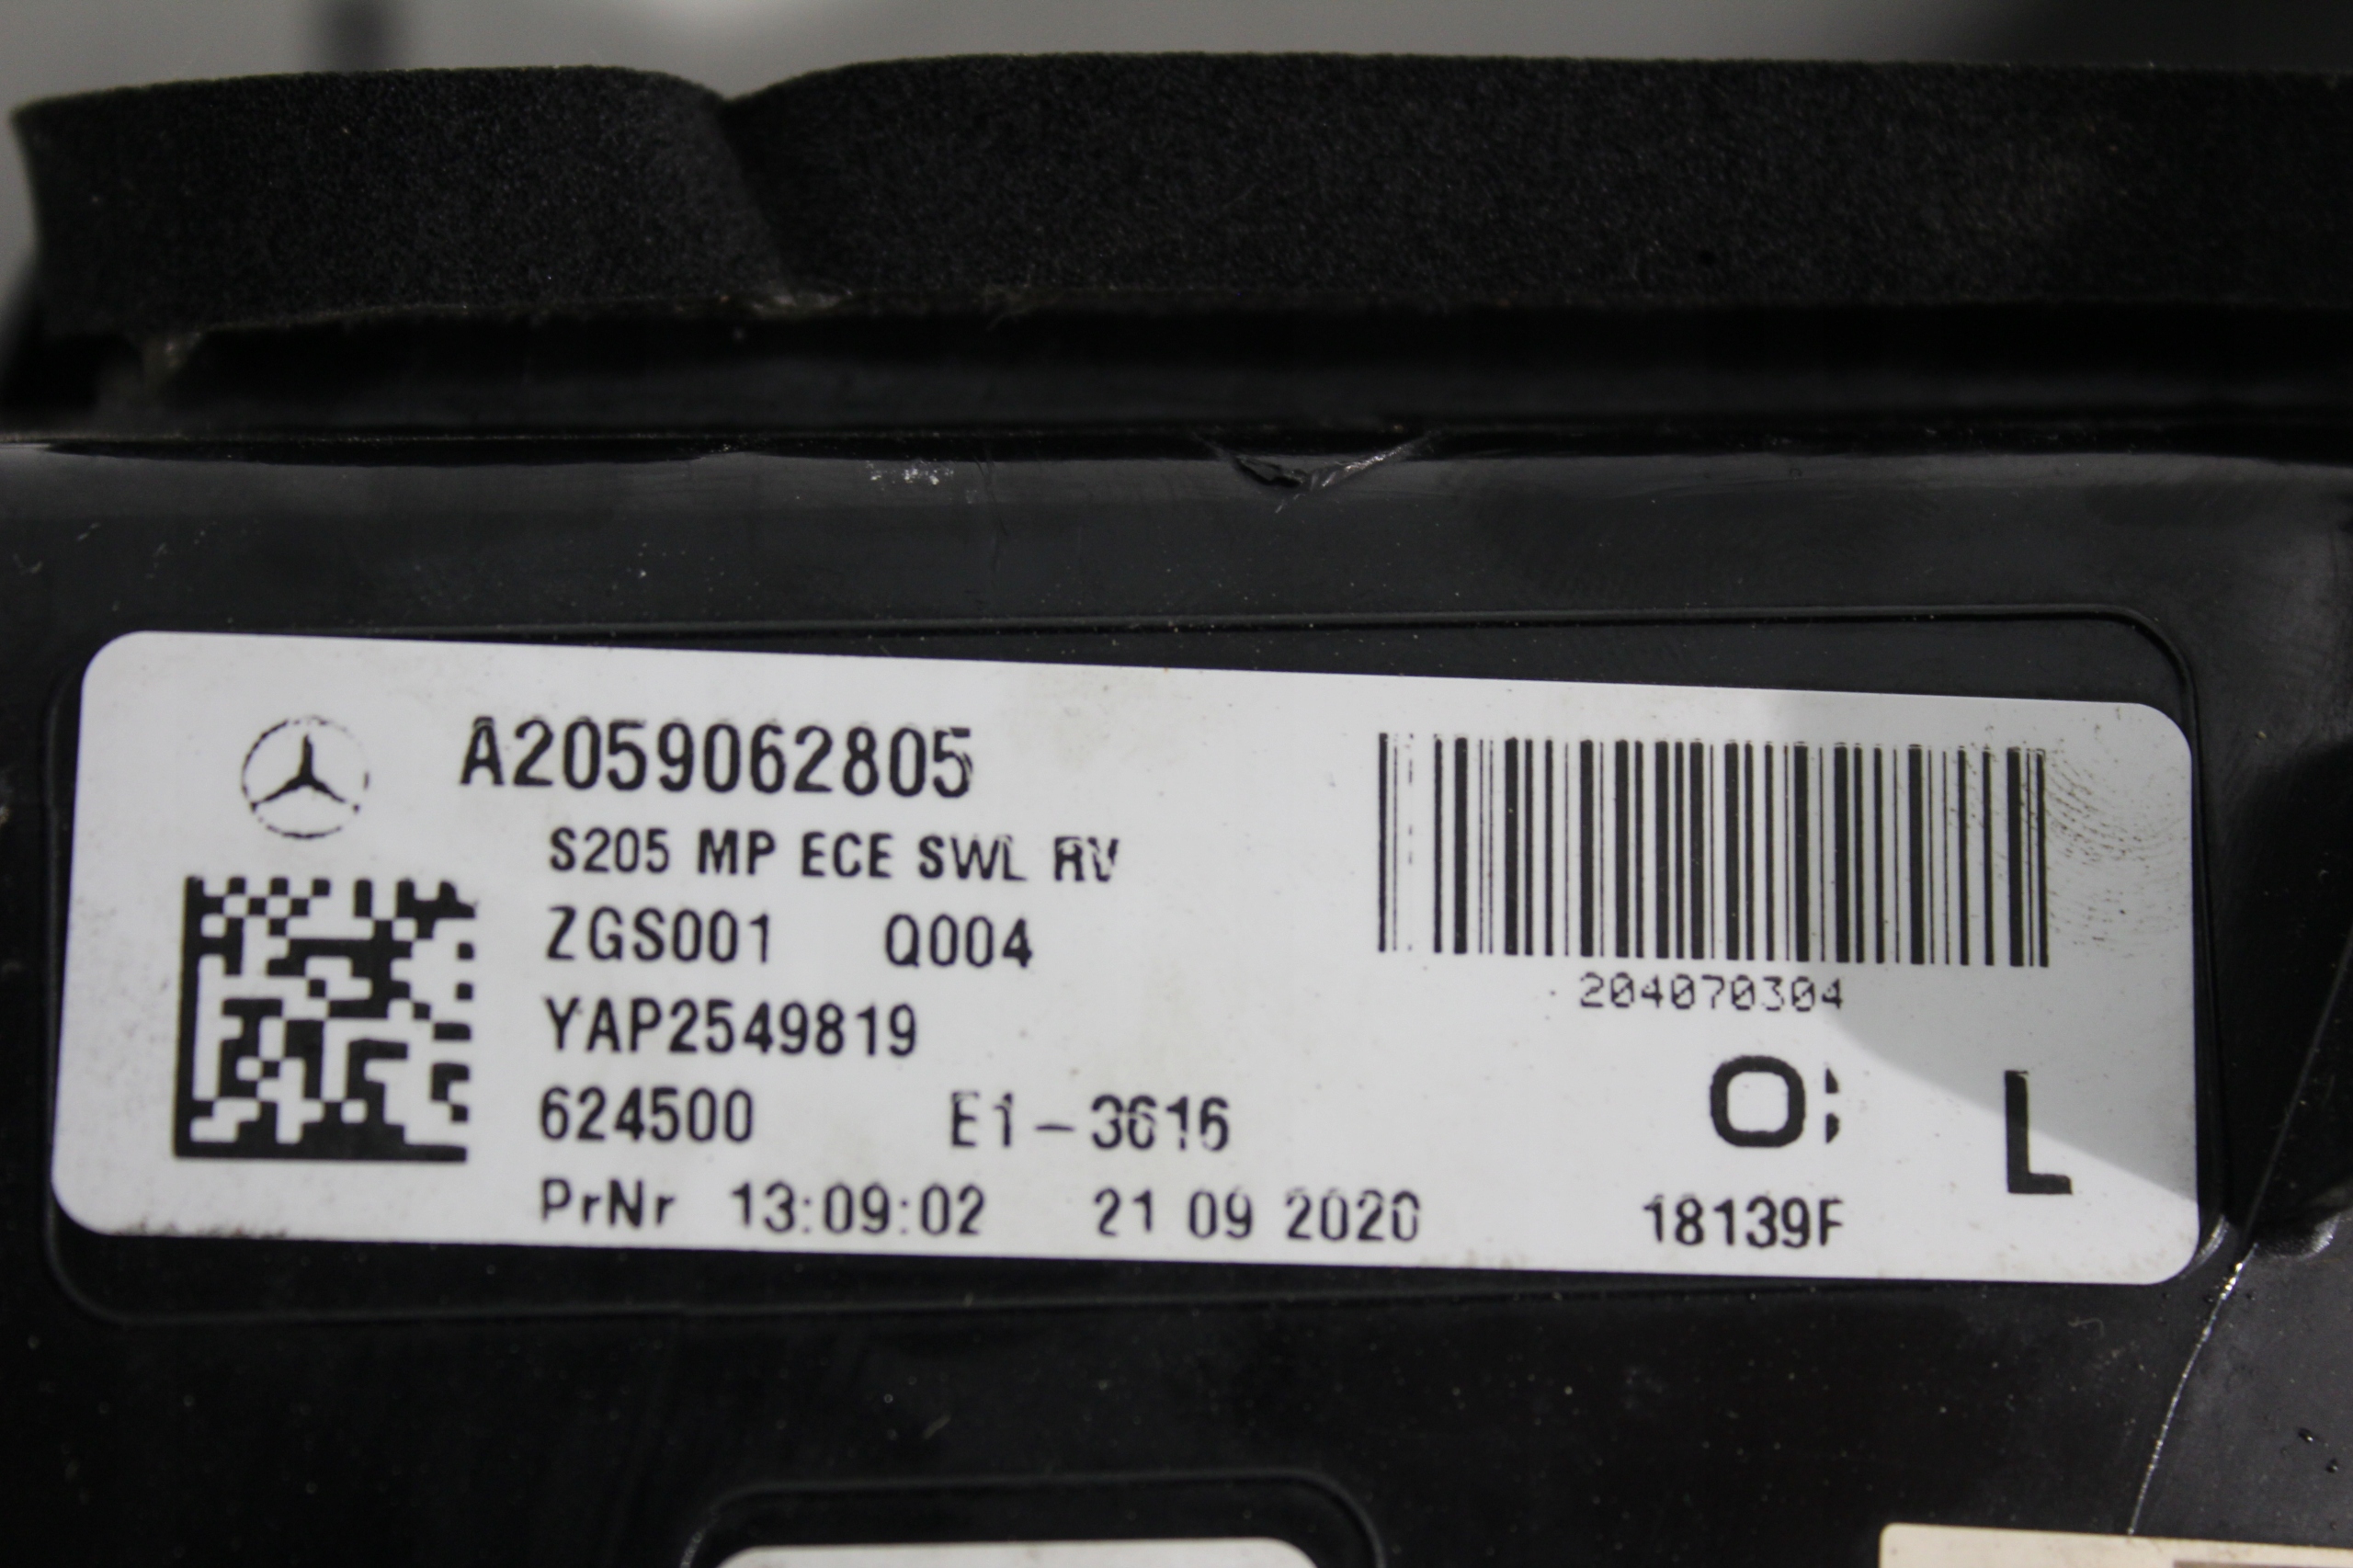 A2059062805
S205 MP ECE SWL RV
ZGS001 Q004
YAP2549819
204070304
624500 E1-3616
O L
PrNr 13:09:02 21 09 2020 18139F